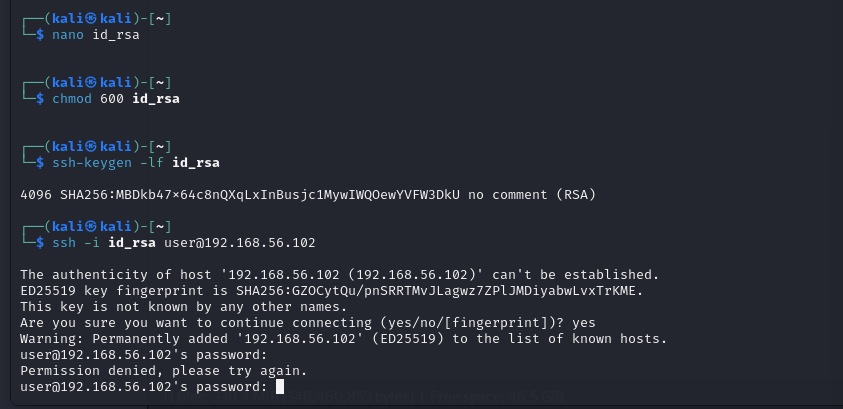 ┌──(kali㉿kali)-[~]
└─$ nano id_rsa
┌──(kali㉿kali)-[~]
└─$ chmod 600 id_rsa
┌──(kali㉿kali)-[~]
└─$ ssh-keygen -lf id_rsa
4096 SHA256:MBDkb47x64c8nQXqLxInBusjc1MywIWQOewYVFW3DkU no comment (RSA)
┌──(kali㉿kali)-[~]
└─$ ssh -i id_rsa user@192.168.56.102
The authenticity of host '192.168.56.102 (192.168.56.102)' can't be established.
ED25519 key fingerprint is SHA256:GZOCytQu/pnSRRTMvJLagwz7ZPlJMDiyabwLvxTrKME.
This key is not known by any other names.
Are you sure you want to continue connecting (yes/no/[fingerprint])? yes
Warning: Permanently added '192.168.56.102' (ED25519) to the list of known hosts.
user@192.168.56.102's password:
Permission denied, please try again.
user@192.168.56.102's password: